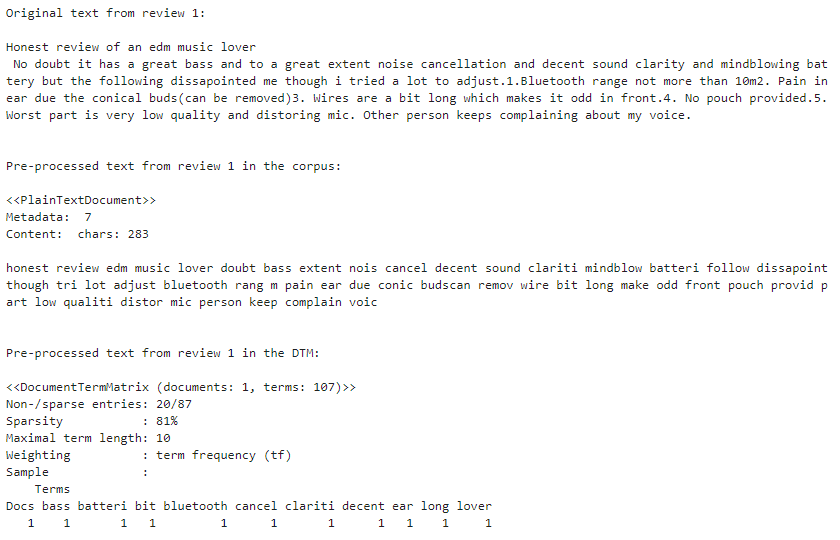 Original text from review 1:
Honest review of an edm music lover
No doubt it has a great bass and to a great extent noise cancellation and decent sound clarity and mindblowing bat
tery but the following dissapointed me though i tried a lot to adjust.1.Bluetooth range not more than 10m2. Pain in
ear due the conical buds(can be removed)3. Wires are a bit long which makes it odd in front.4. No pouch provided.5.
Worst part is very low quality and distoring mic. Other person keeps complaining about my voice.
Pre-processed text from review 1 in the corpus:
<<PlainTextDocument>>
Metadata:  7
Content:  chars: 283
honest review edm music lover doubt bass extent nois cancel decent sound clariti mindblow batteri follow dissapoint
though tri lot adjust bluetooth rang m pain ear due conic budscan remov wire bit long make odd front pouch provid p
art low qualiti distor mic person keep complain voic
Pre-processed text from review 1 in the DTM:
<<DocumentTermMatrix (documents: 1, terms: 107)>>
Non-/sparse entries: 20/87
Sparsity           : 81%
Maximal term length: 10
Weighting          : term frequency (tf)
Sample             :
    Terms
Docs bass batteri bit bluetooth cancel clariti decent ear long lover
   1    1       1   1         1      1       1      1   1    1     1